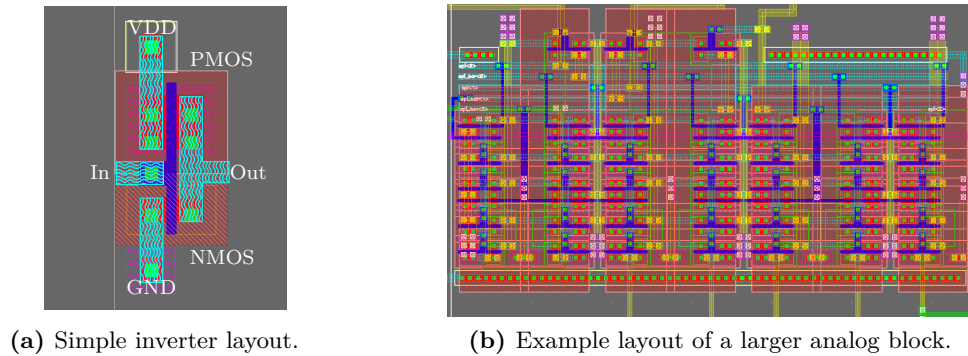 VDD
PMOS
In
Out
NMOS
GND
(a) Simple inverter layout.
(b) Example layout of a larger analog block.